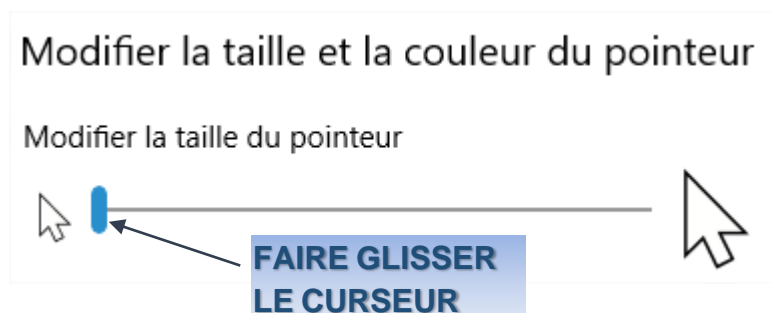 Modifier la taille et la couleur du pointeur
Modifier la taille du pointeur
FAIRE GLISSER
LE CURSEUR